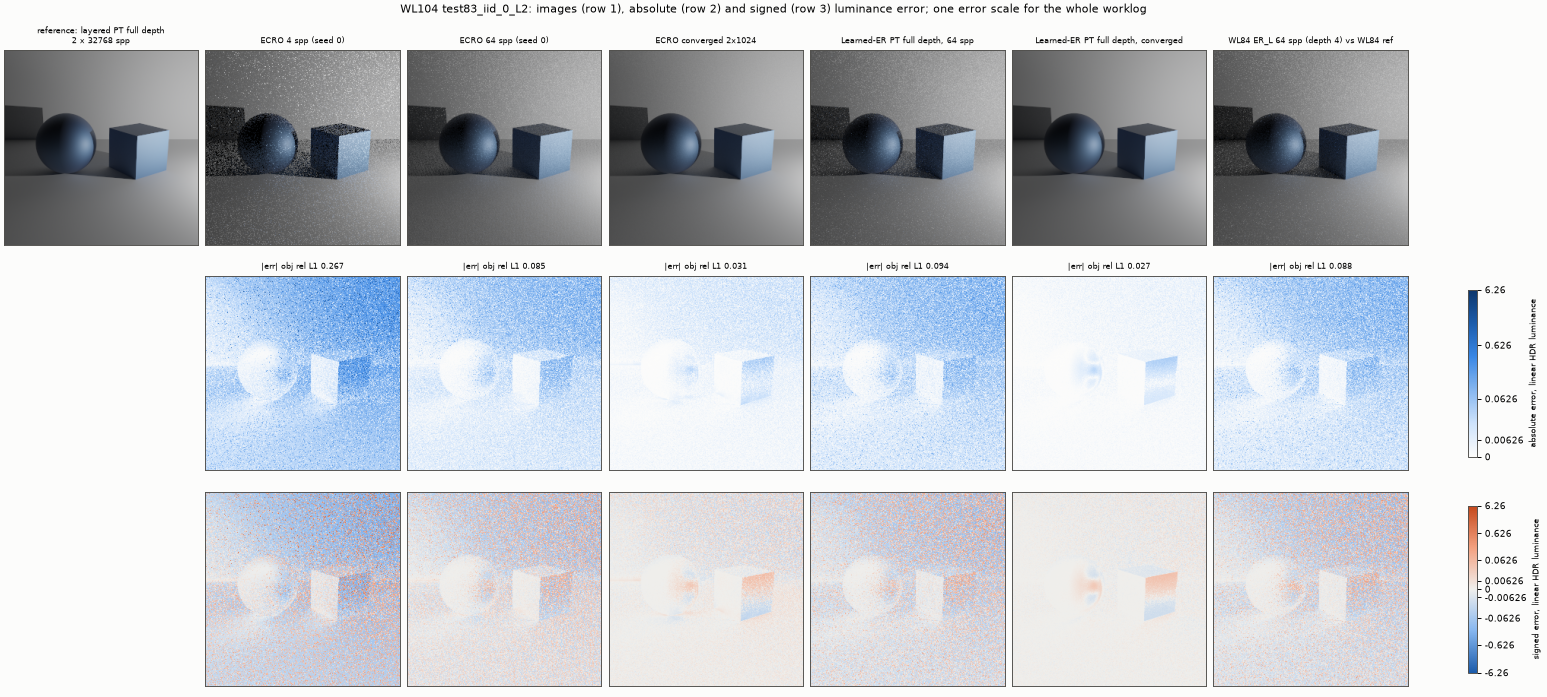 WL104 test83_iid_0_L2: images (row 1), absolute (row 2) and signed (row 3) luminance error; one error scale for the whole worklog
reference: layered PT full depth
2 x 32768 spp
ECRO 4 spp (seed 0)
ECRO 64 spp (seed 0)
ECRO converged 2x1024
Learned-ER PT full depth, 64 spp
Learned-ER PT full depth, converged
WL84 ER_L 64 spp (depth 4) vs WL84 ref
|err| obj rel L1 0.267
|err| obj rel L1 0.085
|err| obj rel L1 0.031
|err| obj rel L1 0.094
|err| obj rel L1 0.027
|err| obj rel L1 0.088
6.26
0.626
0.0626
0.00626
0
absolute error, linear HDR luminance
6.26
0.626
0.0626
0.00626
0
-0.00626
-0.0626
-0.626
-6.26
signed error, linear HDR luminance